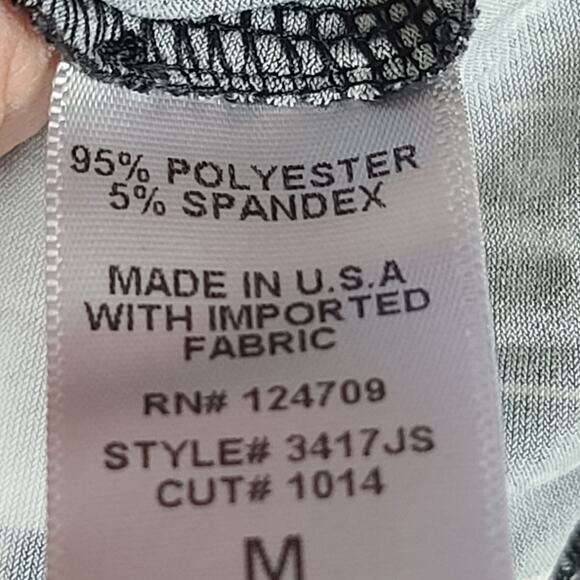 95% POLYESTER
5% SPANDEX
MADE IN U.S.A
WITH IMPORTED
FABRIC
RN# 124709
STYLE# 3417JS
CUT# 1014
M